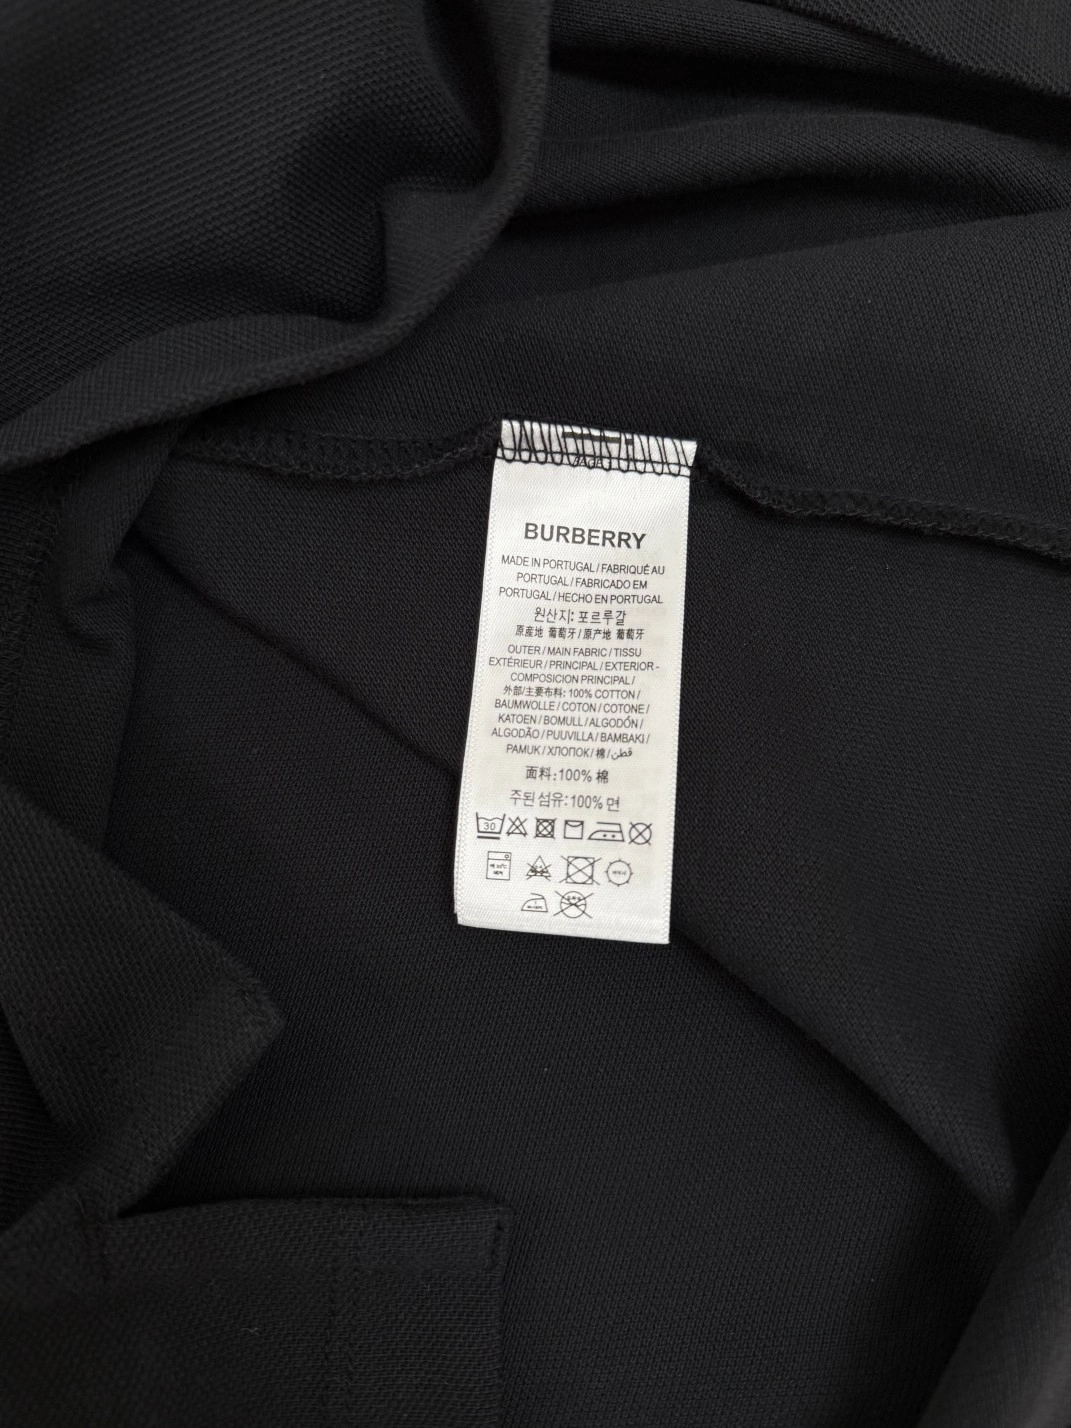 BURBERRY
MADE IN PORTUGAL / FABRIQUÉ AU
PORTUGAL / FABRICADO EM
PORTUGAL / HECHO EN PORTUGAL
원산지: 포르투갈
原産地 葡萄牙 / 原产地 葡萄牙
OUTER / MAIN FABRIC / TISSU
EXTÉRIEUR / PRINCIPAL / EXTERIOR -
COMPOSICION PRINCIPAL /
外部/主要布料: 100% COTTON /
BAUMWOLLE / COTON / COTONE /
KATOEN / BOMULL / ALGODÓN /
ALGODÃO / PUUVILLA / BAMBAKI /
PAMUK / ХЛОПОК / 棉 / قطن
面料: 100% 棉
주된 섬유: 100% 면
30